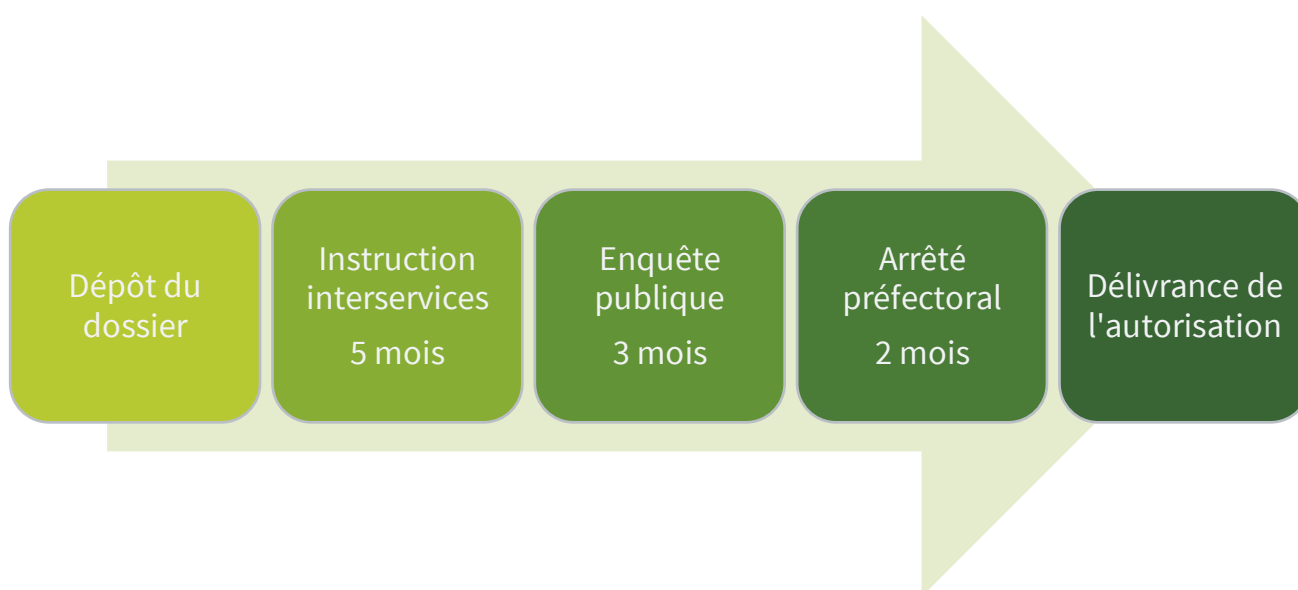 Dépôt du
dossier
Instruction
interservices
5 mois
Enquête
publique
3 mois
Arrêté
préfectoral
2 mois
Délivrance de
l'autorisation